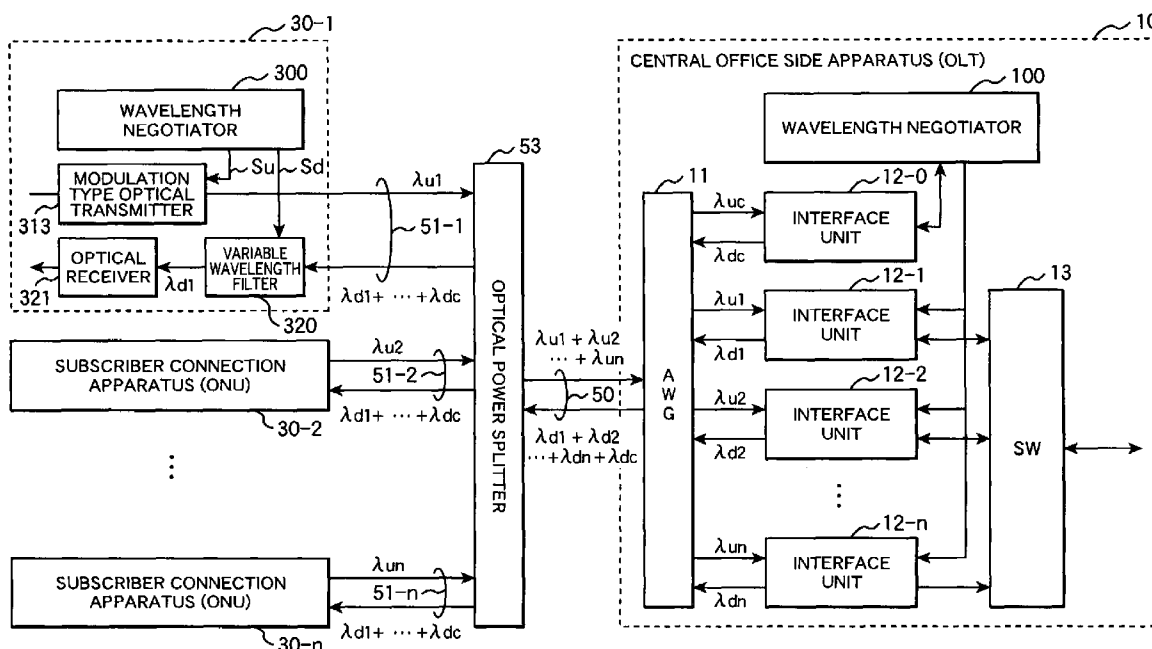 30-1
300
WAVELENGTH
NEGOTIATOR
Su
Sd
MODULATION
TYPE OPTICAL
TRANSMITTER
313
λu1
51-1
OPTICAL
RECEIVER
321
λd1
VARIABLE
WAVELENGTH
FILTER
320
λd1+ ··· +λdc
SUBSCRIBER CONNECTION
APPARATUS (ONU)
30-2
λu2
51-2
λd1+ ··· +λdc
SUBSCRIBER CONNECTION
APPARATUS (ONU)
30-n
λun
51-n
λd1+ ··· +λdc
53
OPTICAL POWER SPLITTER
λu1+λu2
···+λun
50
λd1+λd2
···+λdn+λdc
10
CENTRAL OFFICE SIDE APPARATUS (OLT)
100
WAVELENGTH NEGOTIATOR
11
AWG
λuc
λdc
12-0
INTERFACE
UNIT
λu1
λd1
12-1
INTERFACE
UNIT
λu2
λd2
12-2
INTERFACE
UNIT
λun
λdn
12-n
INTERFACE
UNIT
13
SW